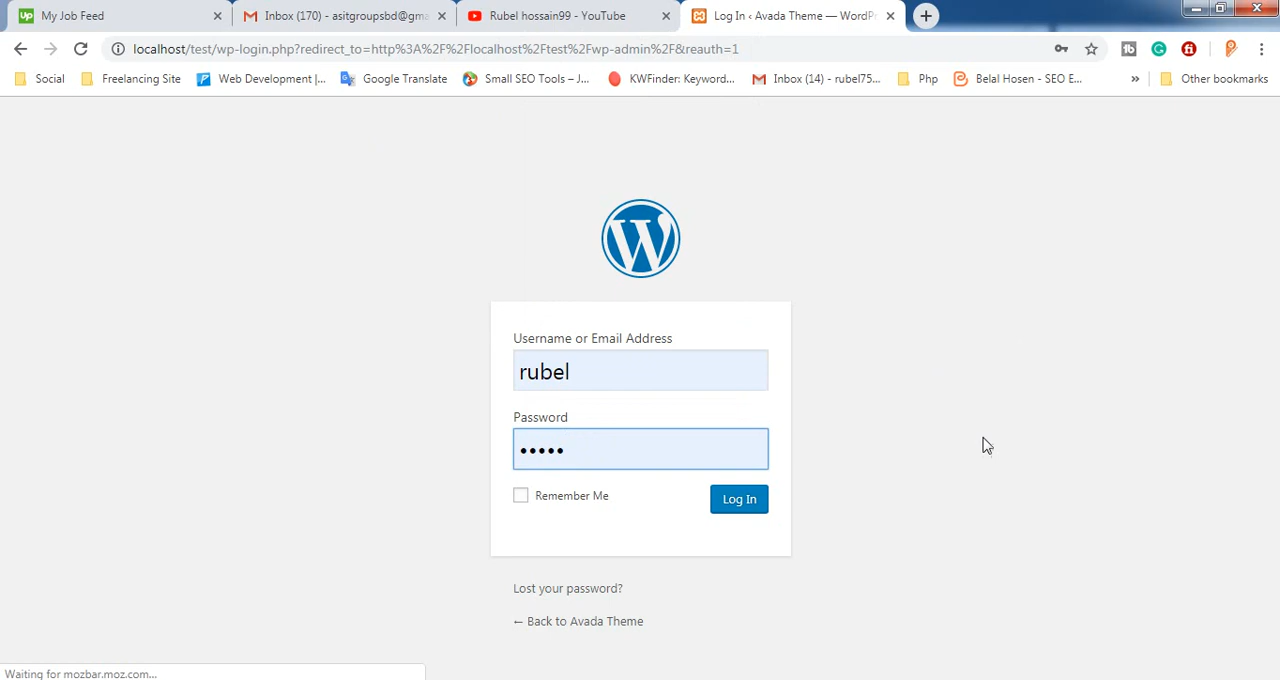 My Job Feed
Inbox (170) - asitgroupsbd@gma
Rubel hossain99 - YouTube
Log In ‹ Avada Theme — WordPr
localhost/test/wp-login.php?redirect_to=http%3A%2F%2Flocalhost%2Ftest%2Fwp-admin%2F&reauth=1
Social
Freelancing Site
Web Development |...
Google Translate
Small SEO Tools – J...
KWFinder: Keyword...
Inbox (14) - rubel75...
Php
Belal Hosen - SEO E...
»
Other bookmarks
Username or Email Address
rubel
Password
•••••
Remember Me
Log In
Lost your password?
← Back to Avada Theme
Waiting for mozbar.moz.com...